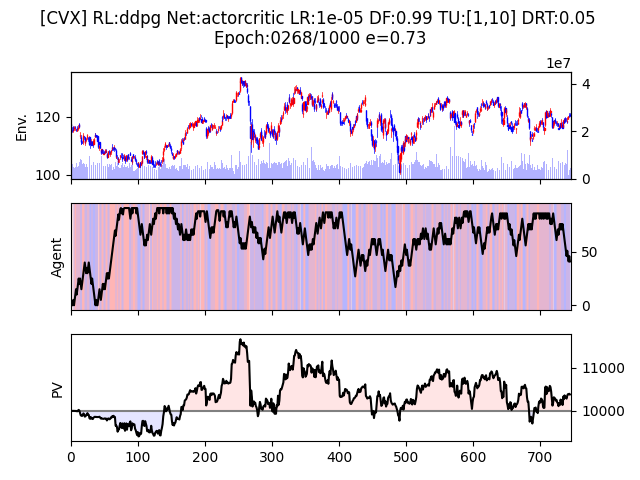 [CVX] RL:ddpg Net:actorcritic LR:1e-05 DF:0.99 TU:[1,10] DRT:0.05
Epoch:0268/1000 e=0.73
1e7
Env.
120
100
4
2
0
Agent
50
0
PV
11000
10000
0 100 200 300 400 500 600 700